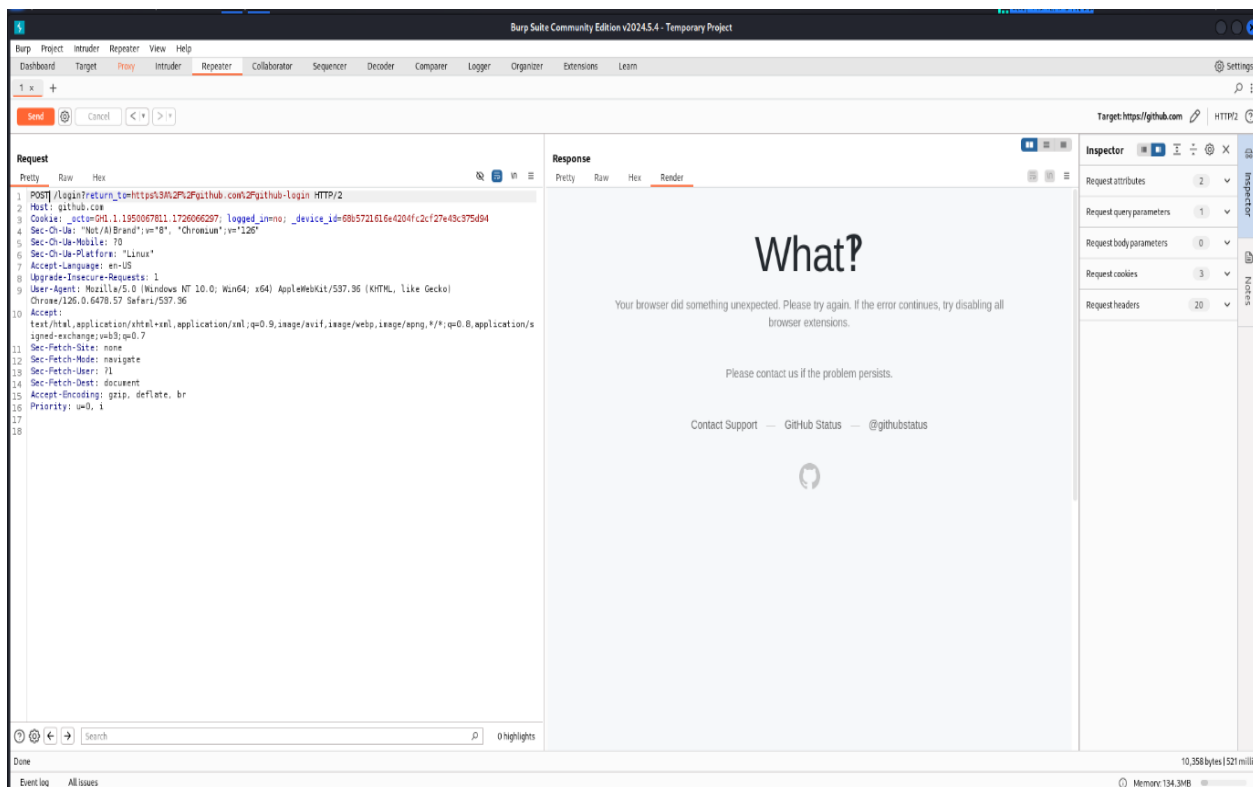 Burp Suite Community Edition v2024.5.4 - Temporary Project
Burp Project Intruder Repeater View Help
Dashboard Target Proxy Intruder Repeater Collaborator Sequencer Decoder Comparer Logger Organizer Extensions Learn Settings
1 × +
Send Cancel < > Target: https://github.com HTTP/2
Request
Pretty Raw Hex
1 POST /login?return_to=https%3A%2F%2Fgithub.com%2Fgithub-login HTTP/2
2 Host: github.com
3 Cookie: _octo=GH1.1.1950067811.1726066297; logged_in=no; _device_id=68b5721616e4204fc2cf27e43c375d94
4 Sec-Ch-Ua: "Not/A)Brand";v="8", "Chromium";v="126"
5 Sec-Ch-Ua-Mobile: ?0
6 Sec-Ch-Ua-Platform: "Linux"
7 Accept-Language: en-US
8 Upgrade-Insecure-Requests: 1
9 User-Agent: Mozilla/5.0 (Windows NT 10.0; Win64; x64) AppleWebKit/537.36 (KHTML, like Gecko)
Chrome/126.0.6478.57 Safari/537.36
10 Accept:
text/html,application/xhtml+xml,application/xml;q=0.9,image/avif,image/webp,image/apng,*/*;q=0.8,application/s
igned-exchange;v=b3;q=0.7
11 Sec-Fetch-Site: none
12 Sec-Fetch-Mode: navigate
13 Sec-Fetch-User: ?1
14 Sec-Fetch-Dest: document
15 Accept-Encoding: gzip, deflate, br
16 Priority: u=0, i
17
18
Search 0 highlights
Response
Pretty Raw Hex Render
What‽
Your browser did something unexpected. Please try again. If the error continues, try disabling all
browser extensions.
Please contact us if the problem persists.
Contact Support — GitHub Status — @githubstatus
Inspector
Request attributes 2
Request query parameters 1
Request body parameters 0
Request cookies 3
Request headers 20
Inspector
Notes
Done
10,358 bytes | 521 milli
Event log All issues
Memory: 134.3MB